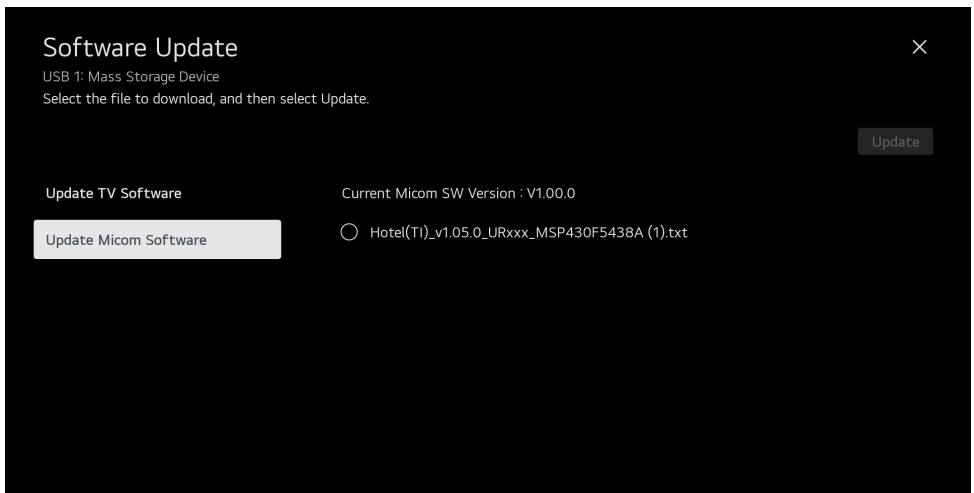 Software Update
USB 1: Mass Storage Device
Select the file to download, and then select Update.
Update
Update TV Software
Current Micom SW Version : V1.00.0
Update Micom Software
Hotel(TI)_v1.05.0_URxxx_MSP430F5438A (1).txt